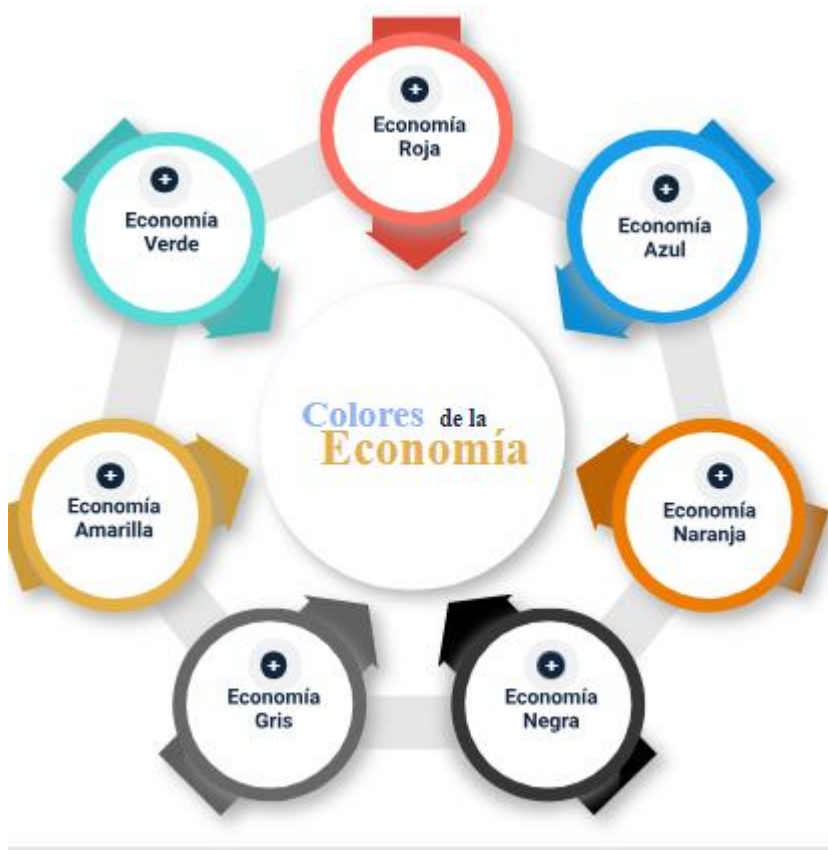 Economía
Roja
Economía
Verde
Economía
Azul
Colores de la
Economía
Economía
Amarilla
Economía
Naranja
Economía
Gris
Economía
Negra